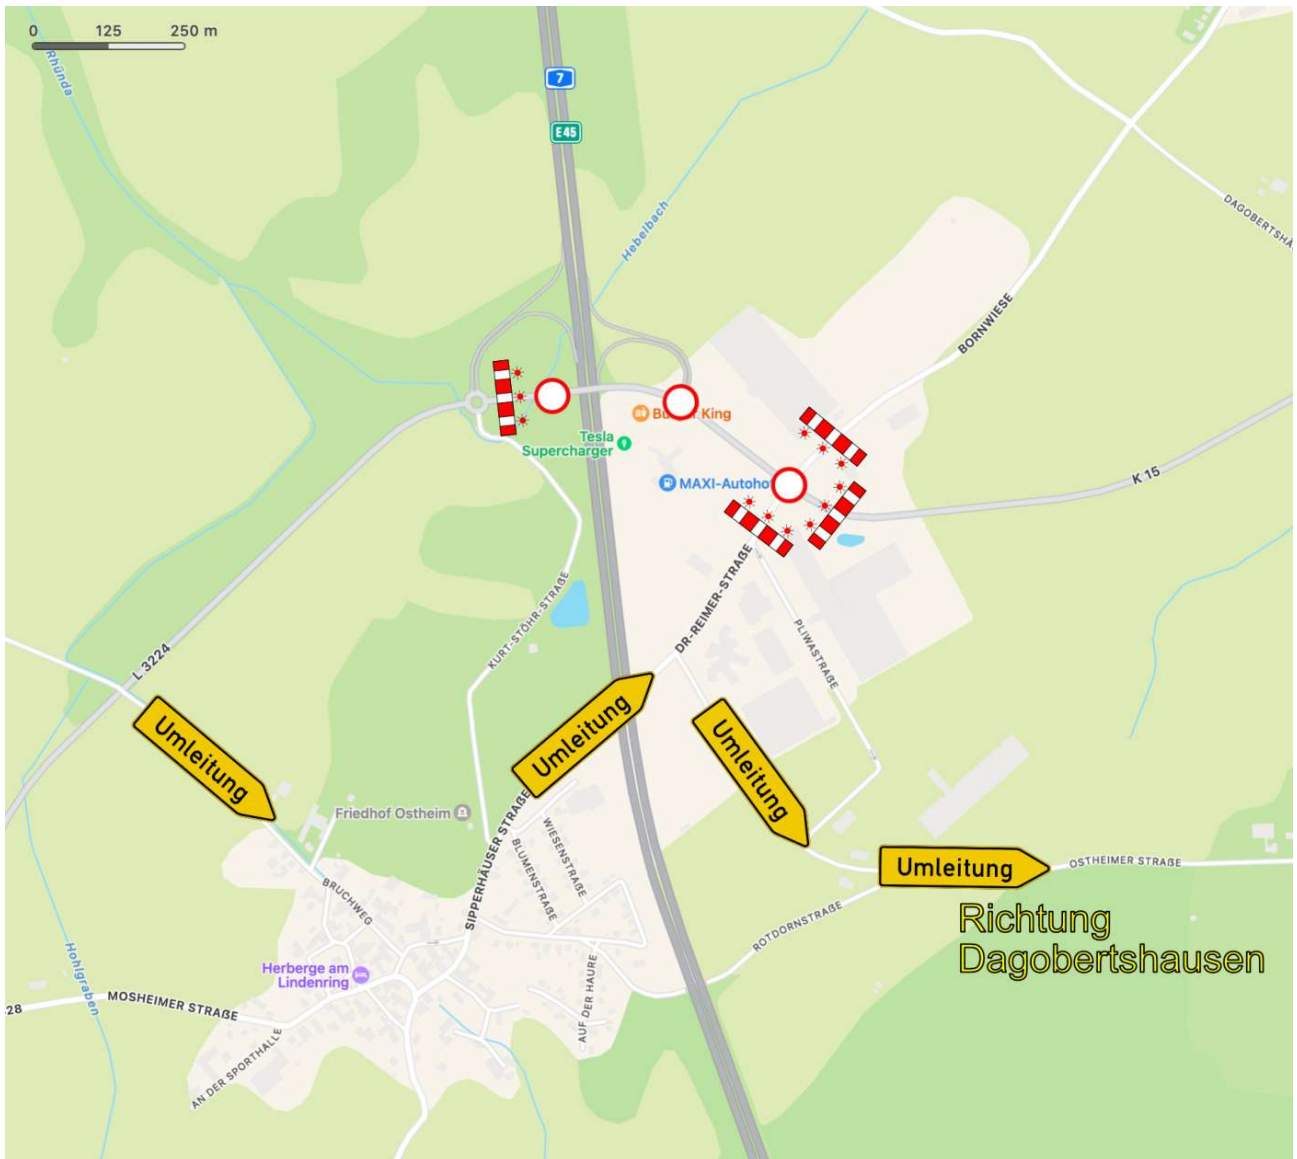 0 125 250 m
Rhünda
7
E45
Hebelbach
DAGOBERTSHÄ
BORNWIESE
Burger King
Tesla
Supercharger
MAXI-Autoho
K 15
DR-REIMER-STRAßE
PLIWASTRAßE
KURT-STÖHR-STRAßE
L 3224
Umleitung
Umleitung
Umleitung
Friedhof Ostheim
SIPPERHÄUSER STRAßE
WIESENSTRAßE
BLUMENSTRAßE
Umleitung
OSTHEIMER STRAßE
BRUCHWEG
ROTDORNSTRAßE
Richtung
Dagobertshausen
Hohlgraben
Herberge am
Lindenring
AUF DER HAURE
28
MOSHEIMER STRAßE
AN DER SPORTHALLE